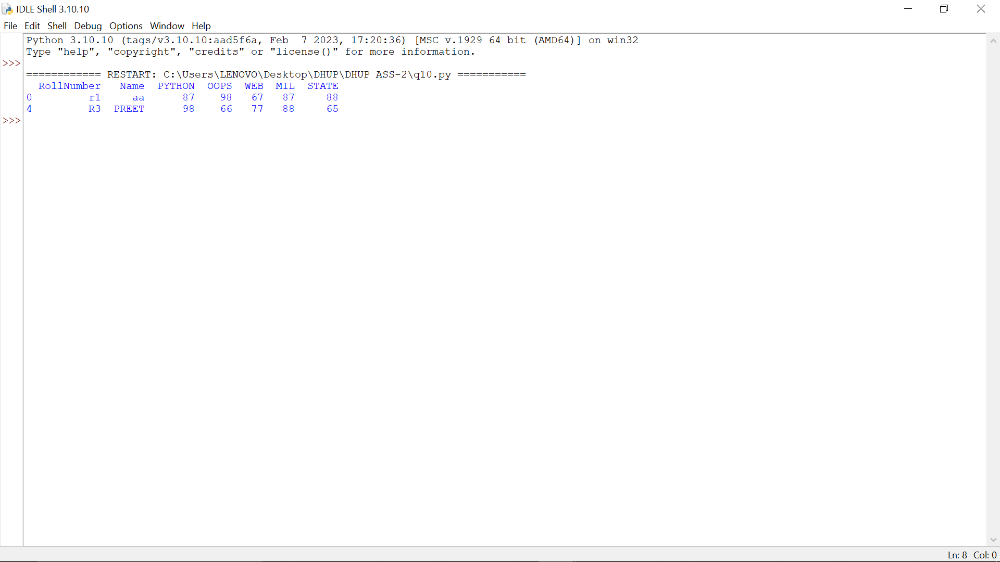 IDLE Shell 3.10.10
File Edit Shell Debug Options Window Help
Python 3.10.10 (tags/v3.10.10:aad5f6a, Feb  7 2023, 17:20:36) [MSC v.1929 64 bit (AMD64)] on win32
Type "help", "copyright", "credits" or "license()" for more information.
>>>
============ RESTART: C:\Users\LENOVO\Desktop\DHUP\DHUP ASS-2\q10.py ===========
  RollNumber   Name  PYTHON  OOPS  WEB  MIL  STATE
0         r1     aa      87    98   67   87     88
4         R3  PREET      98    66   77   88     65
>>>
Ln: 8 Col: 0